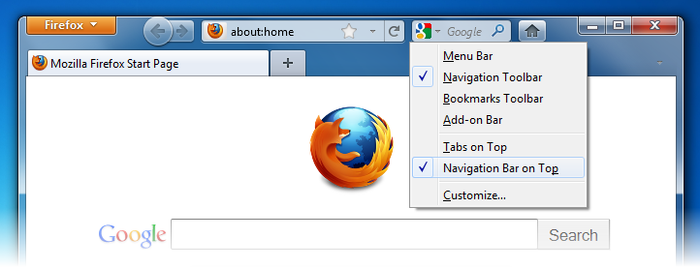 Firefox
about:home
Google
Mozilla Firefox Start Page
Menu Bar
Navigation Toolbar
Bookmarks Toolbar
Add-on Bar
Tabs on Top
Navigation Bar on Top
Customize...
Google
Search